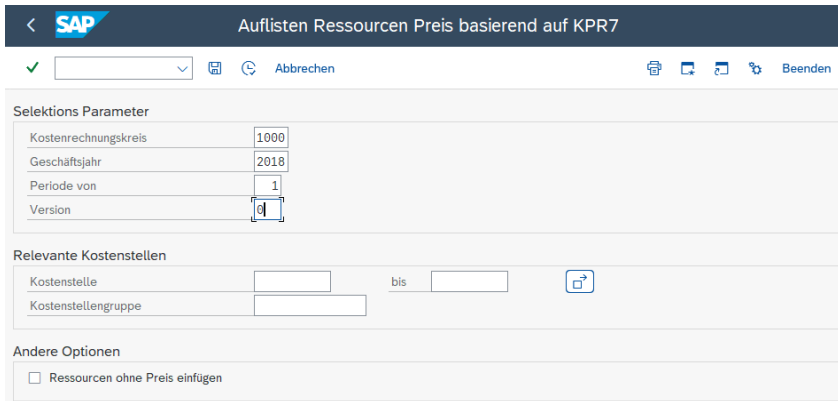 SAP Auflisten Ressourcen Preis basierend auf KPR7
Abbrechen Beenden
Selektions Parameter
Kostenrechnungskreis 1000
Geschäftsjahr 2018
Periode von 1
Version 0
Relevante Kostenstellen
Kostenstelle bis
Kostenstellengruppe
Andere Optionen
Ressourcen ohne Preis einfügen